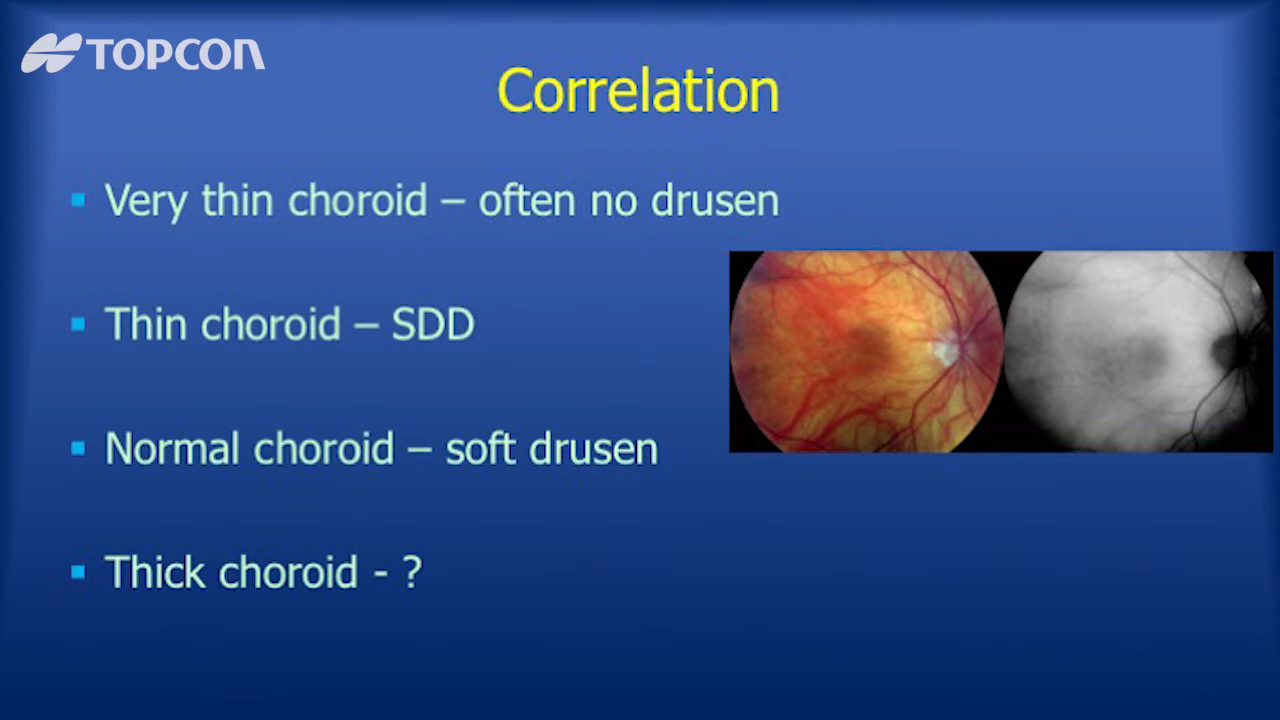 TOPCON
Correlation
Very thin choroid – often no drusen
Thin choroid – SDD
Normal choroid – soft drusen
Thick choroid - ?